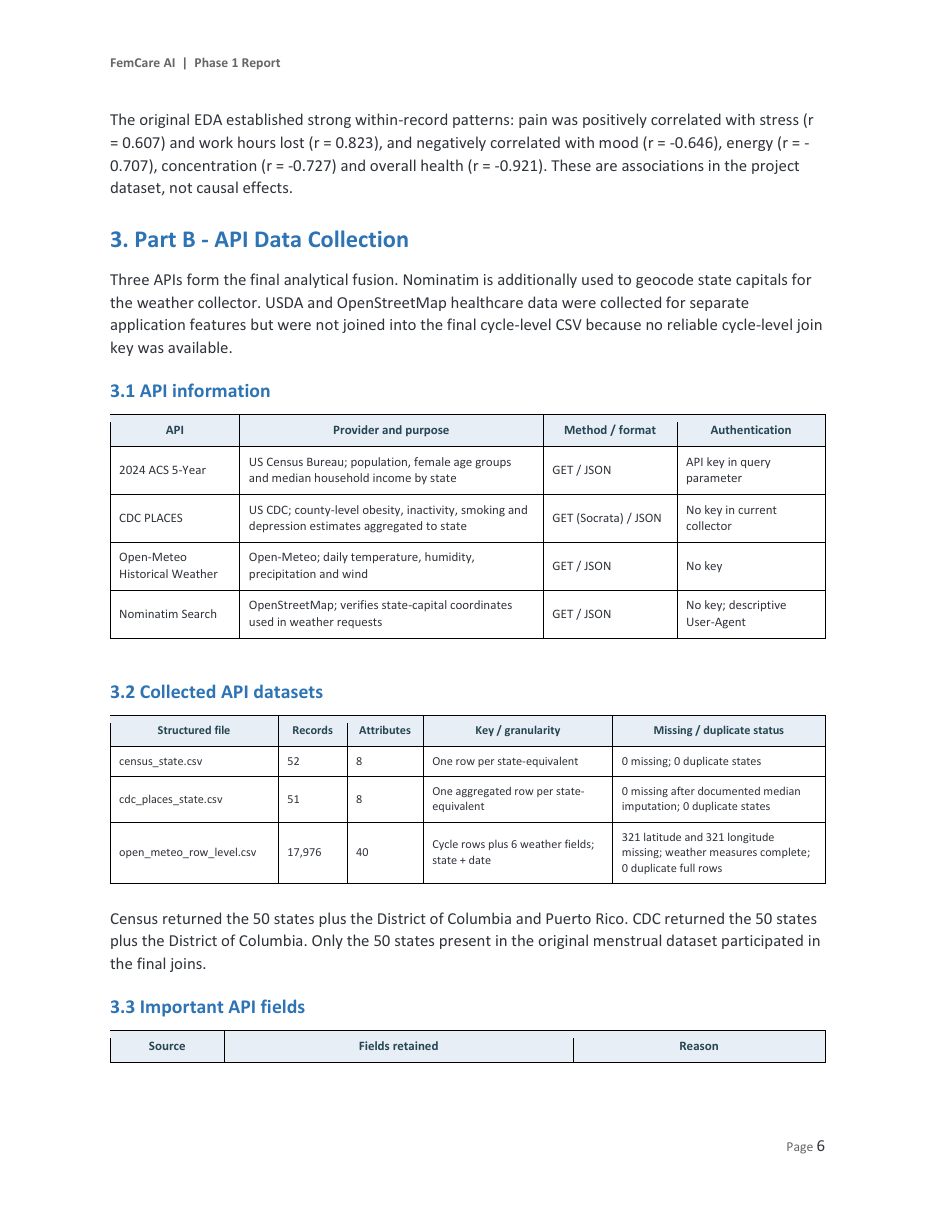 FemCare AI | Phase 1 Report
The original EDA established strong within-record patterns: pain was positively correlated with stress (r
= 0.607) and work hours lost (r = 0.823), and negatively correlated with mood (r = -0.646), energy (r = -
0.707), concentration (r = -0.727) and overall health (r = -0.921). These are associations in the project
dataset, not causal effects.
3. Part B - API Data Collection
Three APIs form the final analytical fusion. Nominatim is additionally used to geocode state capitals for
the weather collector. USDA and OpenStreetMap healthcare data were collected for separate
application features but were not joined into the final cycle-level CSV because no reliable cycle-level join
key was available.
3.1 API information
API Provider and purpose Method / format Authentication
2024 ACS 5-Year US Census Bureau; population, female age groups GET / JSON API key in query
and median household income by state parameter
CDC PLACES US CDC; county-level obesity, inactivity, smoking and GET (Socrata) / JSON No key in current
depression estimates aggregated to state collector
Open-Meteo Open-Meteo; daily temperature, humidity, GET / JSON No key
Historical Weather precipitation and wind
Nominatim Search OpenStreetMap; verifies state-capital coordinates GET / JSON No key; descriptive
used in weather requests User-Agent
3.2 Collected API datasets
Structured file Records Attributes Key / granularity Missing / duplicate status
census_state.csv 52 8 One row per state-equivalent 0 missing; 0 duplicate states
cdc_places_state.csv 51 8 One aggregated row per state- 0 missing after documented median
equivalent imputation; 0 duplicate states
open_meteo_row_level.csv 17,976 40 Cycle rows plus 6 weather fields; 321 latitude and 321 longitude
state + date missing; weather measures complete;
0 duplicate full rows
Census returned the 50 states plus the District of Columbia and Puerto Rico. CDC returned the 50 states
plus the District of Columbia. Only the 50 states present in the original menstrual dataset participated in
the final joins.
3.3 Important API fields
Source Fields retained Reason
Page 6